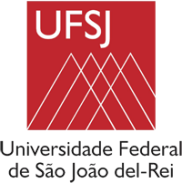 UFSJ
Universidade Federal
de São João del-Rei